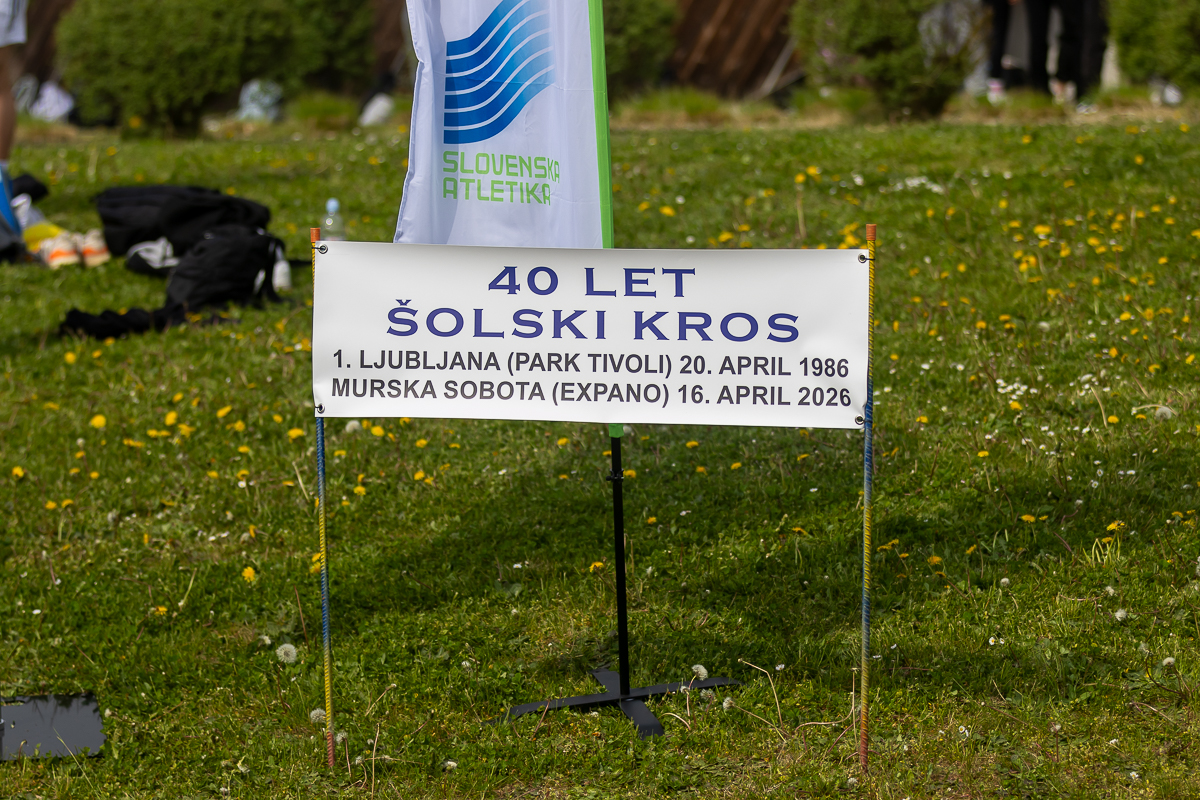 SLOVENSKA
ATLETIKA
40 LET
ŠOLSKI KROS
1. LJUBLJANA (PARK TIVOLI) 20. APRIL 1986
MURSKA SOBOTA (EXPANO) 16. APRIL 2026